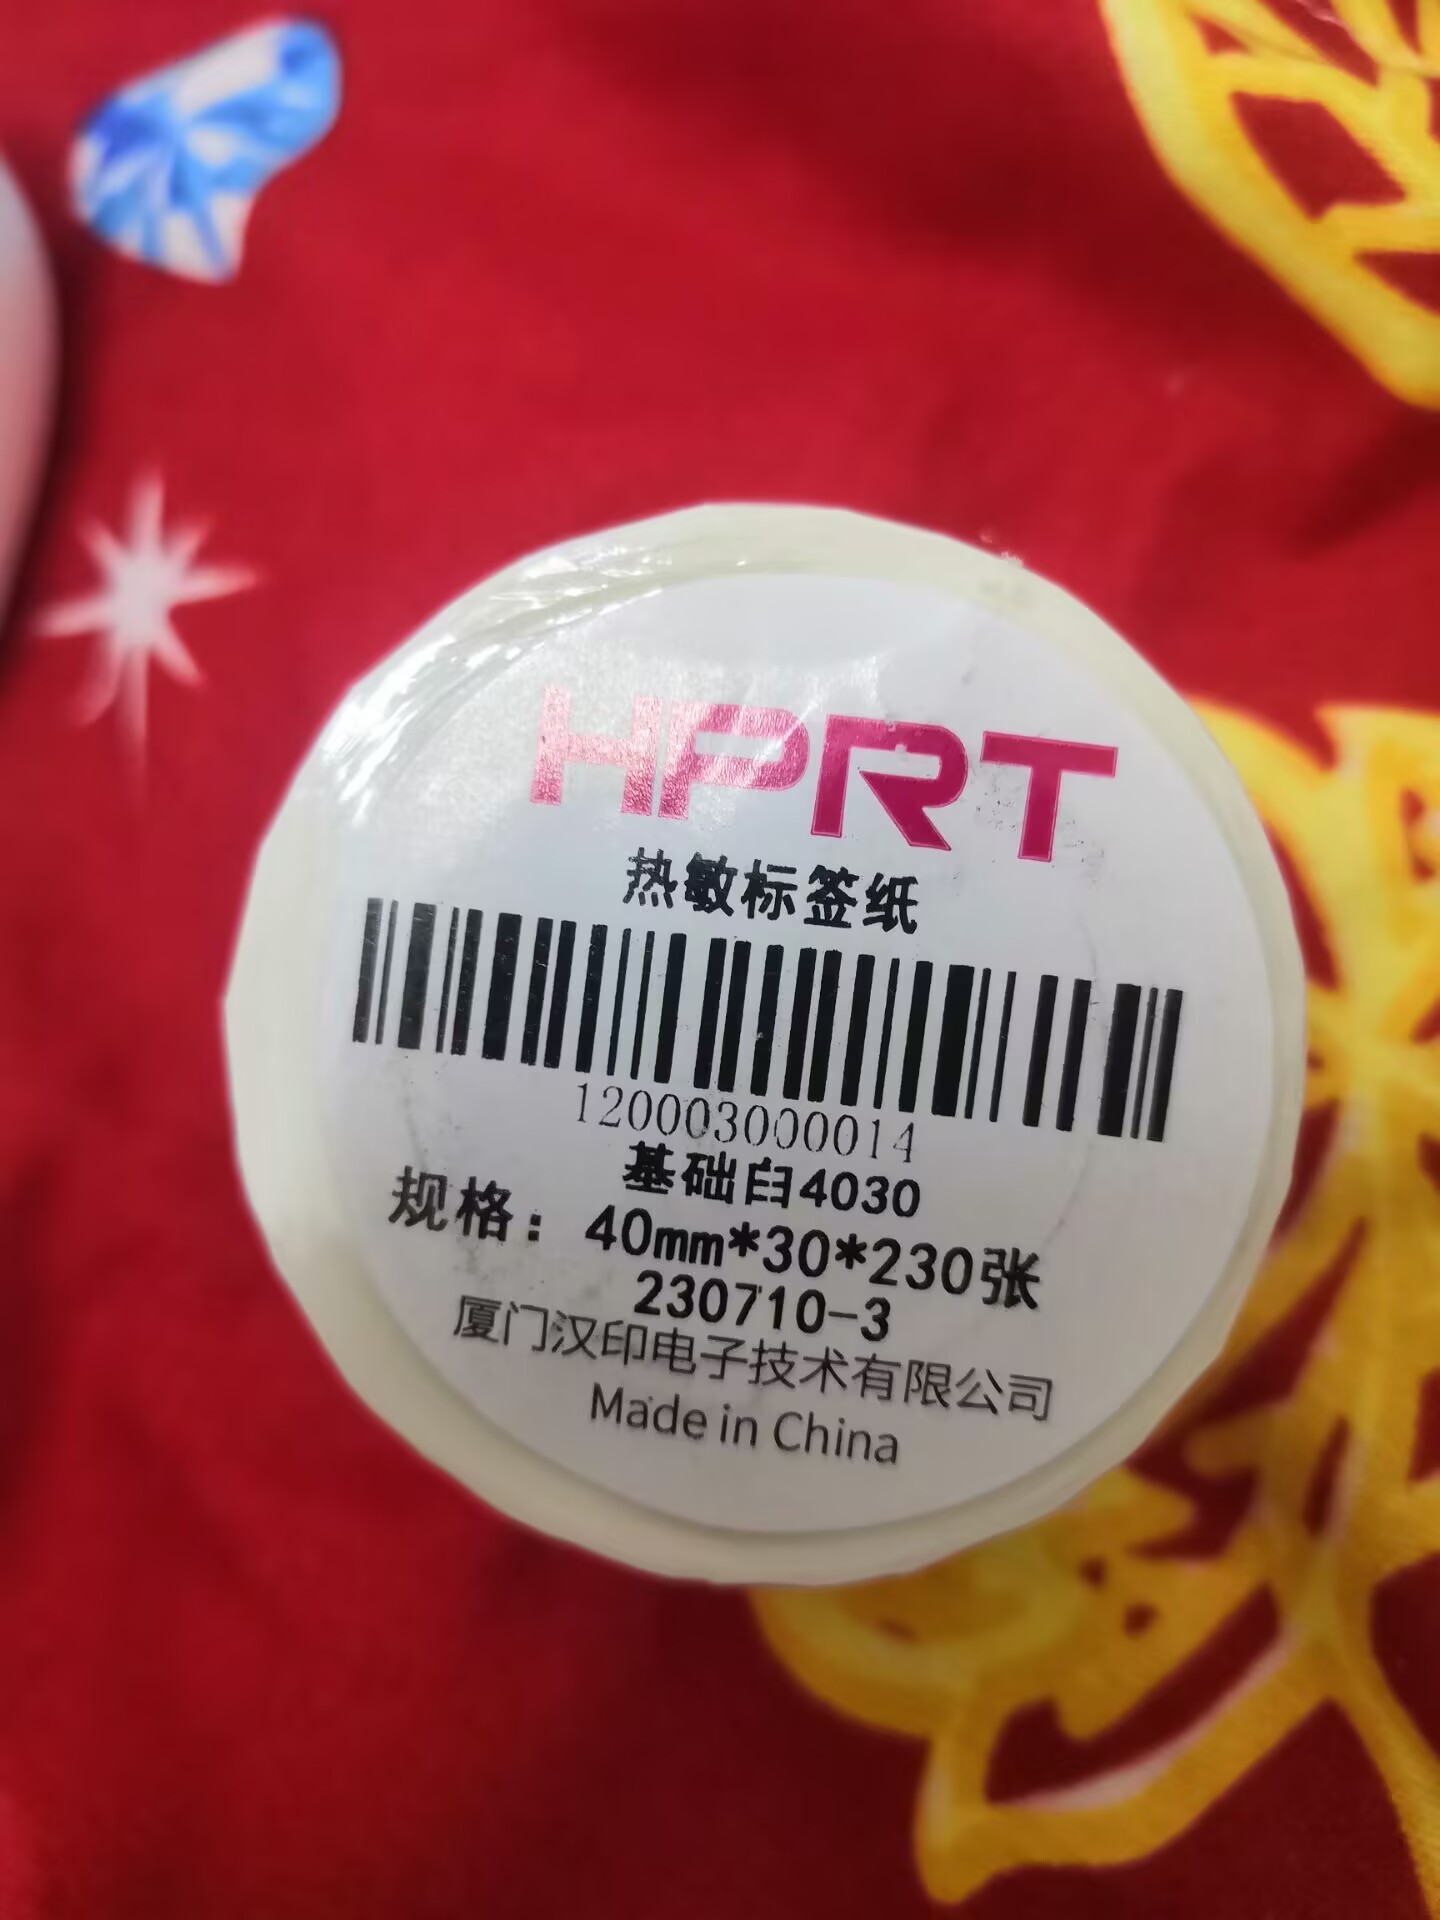 HPRT
热敏标签纸
120003000014
基础白4030
规格：40mm*30*230张
230710-3
厦门汉印电子技术有限公司
Made in China